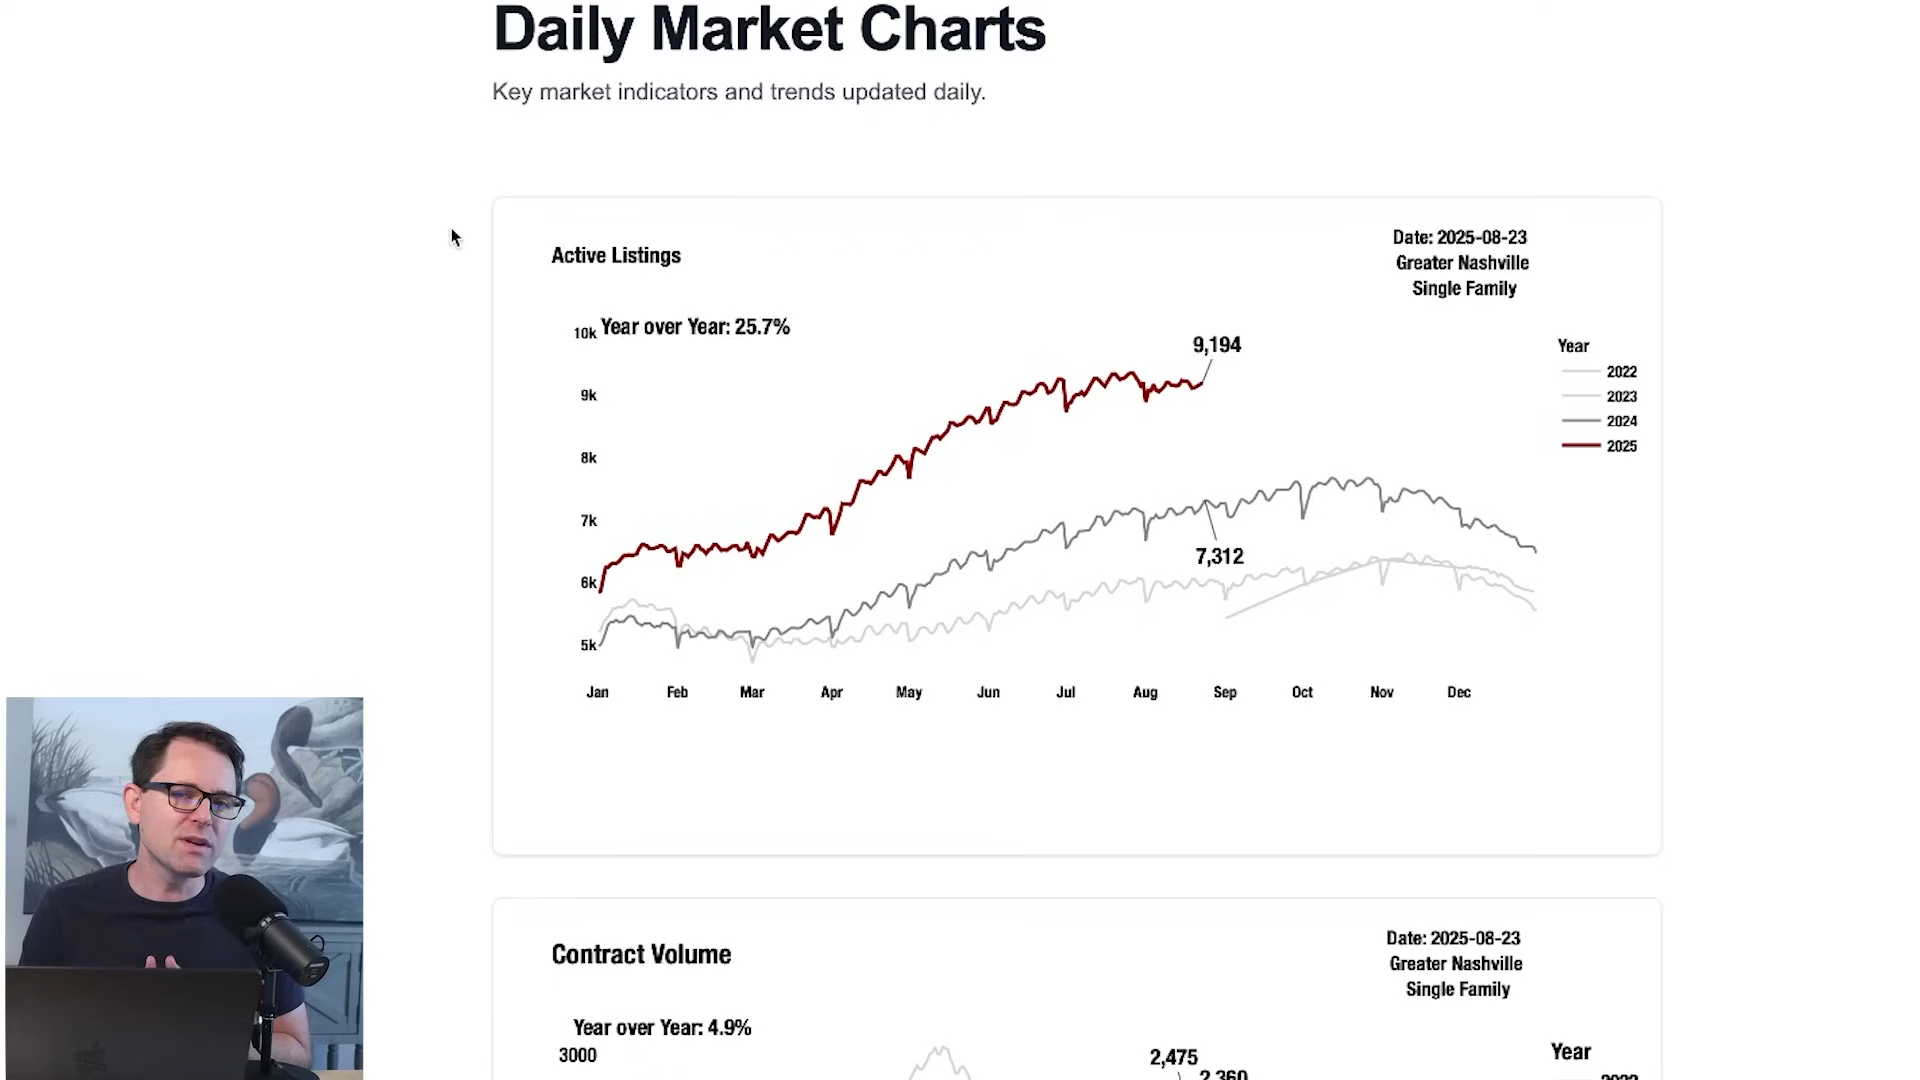 Daily Market Charts
Key market indicators and trends updated daily.
Active Listings
Date: 2025-08-23
Greater Nashville
Single Family
Year over Year: 25.7%
10k
9k
8k
7k
6k
5k
9,194
7,312
Jan Feb Mar Apr May Jun Jul Aug Sep Oct Nov Dec
Year
2022
2023
2024
2025
Contract Volume
Date: 2025-08-23
Greater Nashville
Single Family
Year over Year: 4.9%
3000
2,475
2,360
Year
2022